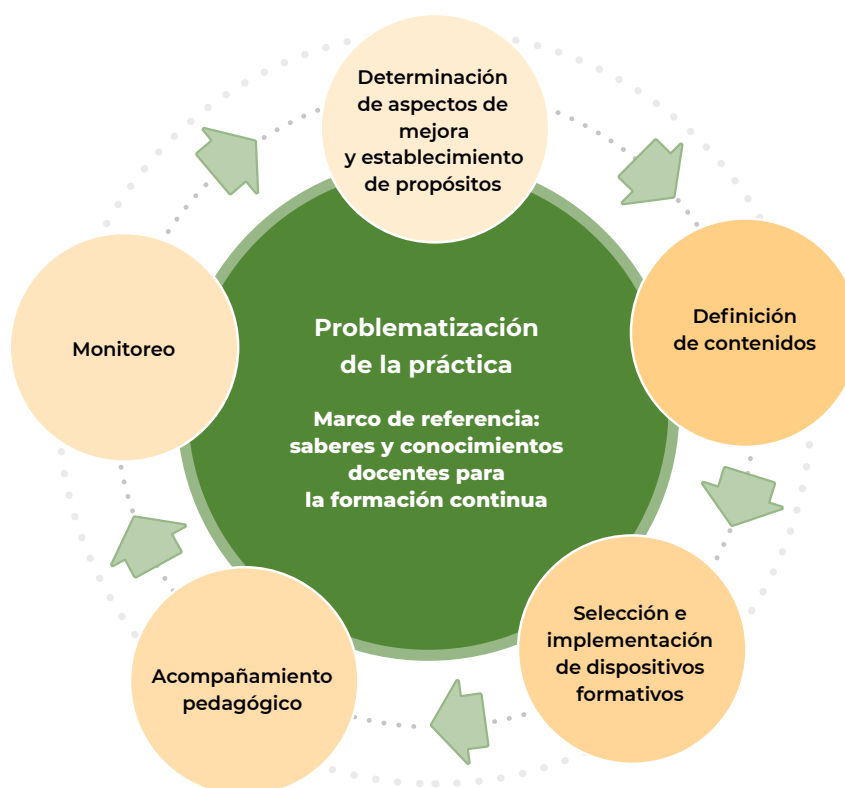 Determinación
de aspectos de
mejora
y establecimiento
de propósitos
Definición
de contenidos
Selección e
implementación
de dispositivos
formativos
Acompañamiento
pedagógico
Monitoreo
Problematización
de la práctica
Marco de referencia:
saberes y conocimientos
docentes para
la formación continua